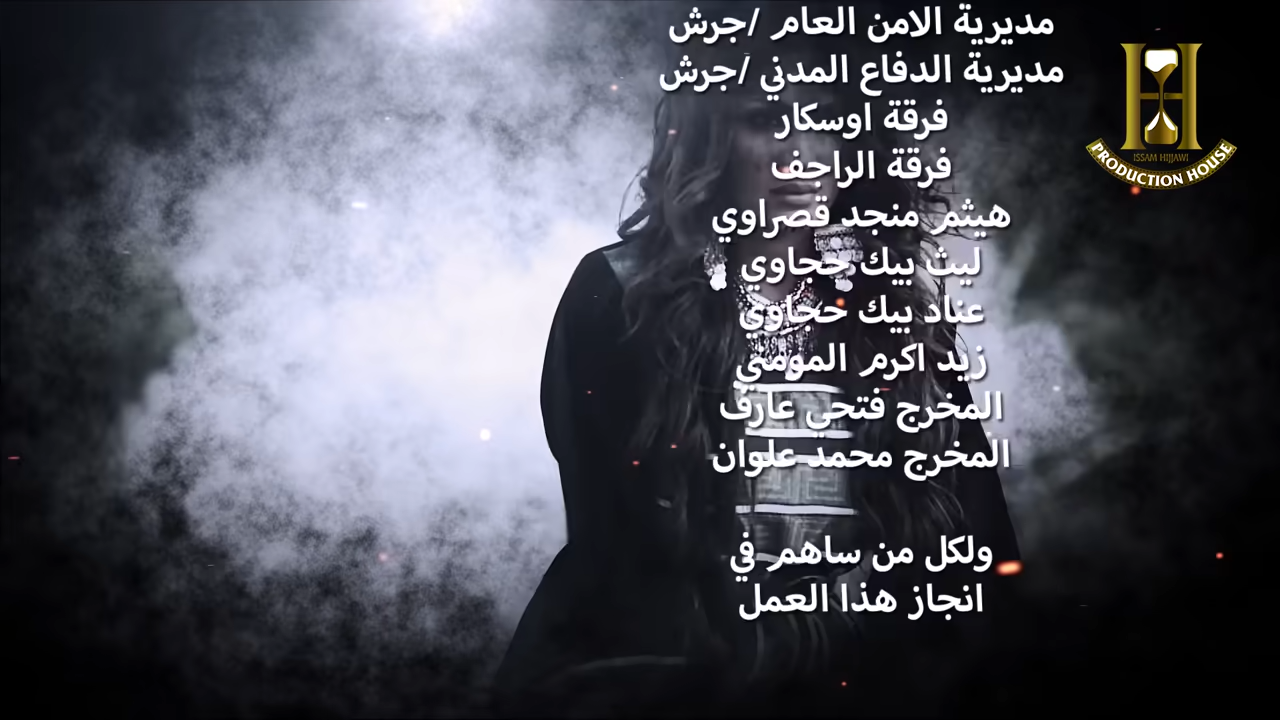 مديرية الامن العام /جرش
مديرية الدفاع المدني /جرش
فرقة اوسكار
فرقة الراجف
هيثم منجد قصراوي
ليث بيك حجاوي
عناد بيك حجاوي
زيد اكرم المومني
المخرج فتحي عارف
المخرج محمد علوان
ولكل من ساهم في
انجاز هذا العمل
ISSAM HIJJAWI
PRODUCTION HOUSE